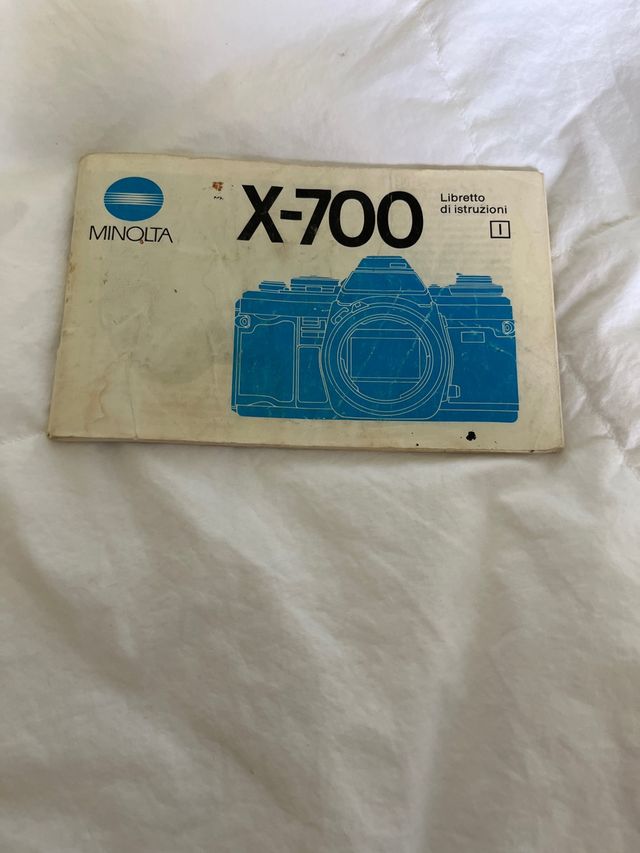 MINOLTA
X-700
Libretto
di istruzioni
I